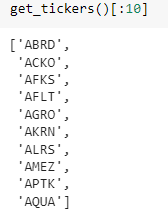 get_tickers()[:10]
['ABRD',
'ACKO',
'AFKS',
'AFLT',
'AGRO',
'AKRN',
'ALRS',
'AMEZ',
'APTK',
'AQUA']